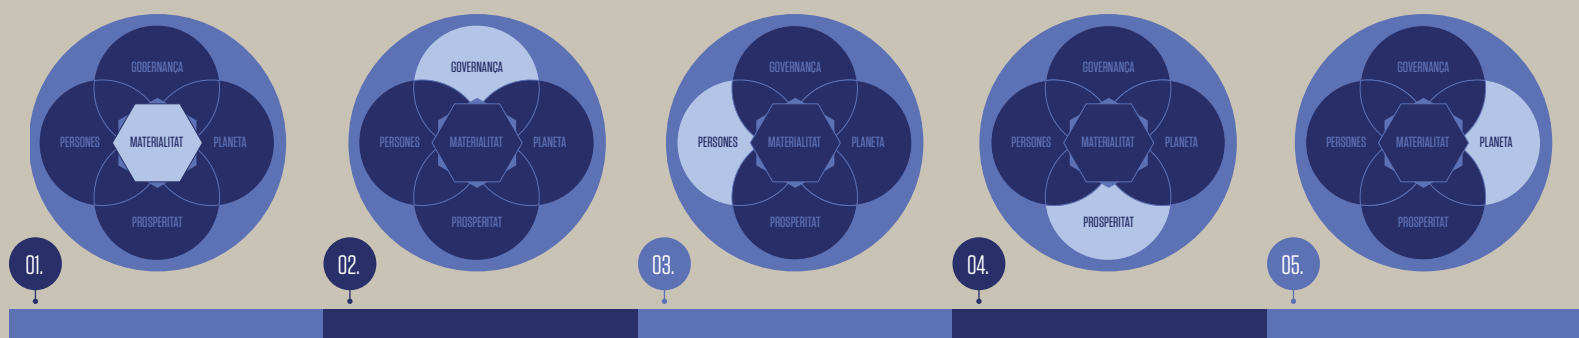 GOBERNANÇA
PERSONES MATERIALITAT PLANETA
PROSPERITAT
01.
GOVERNANÇA
PERSONES MATERIALITAT PLANETA
PROSPERITAT
02.
GOVERNANÇA
PERSONES MATERIALITAT PLANETA
PROSPERITAT
03.
GOVERNANÇA
PERSONES MATERIALITAT PLANETA
PROSPERITAT
04.
GOVERNANÇA
PERSONES MATERIALITAT PLANETA
PROSPERITAT
05.